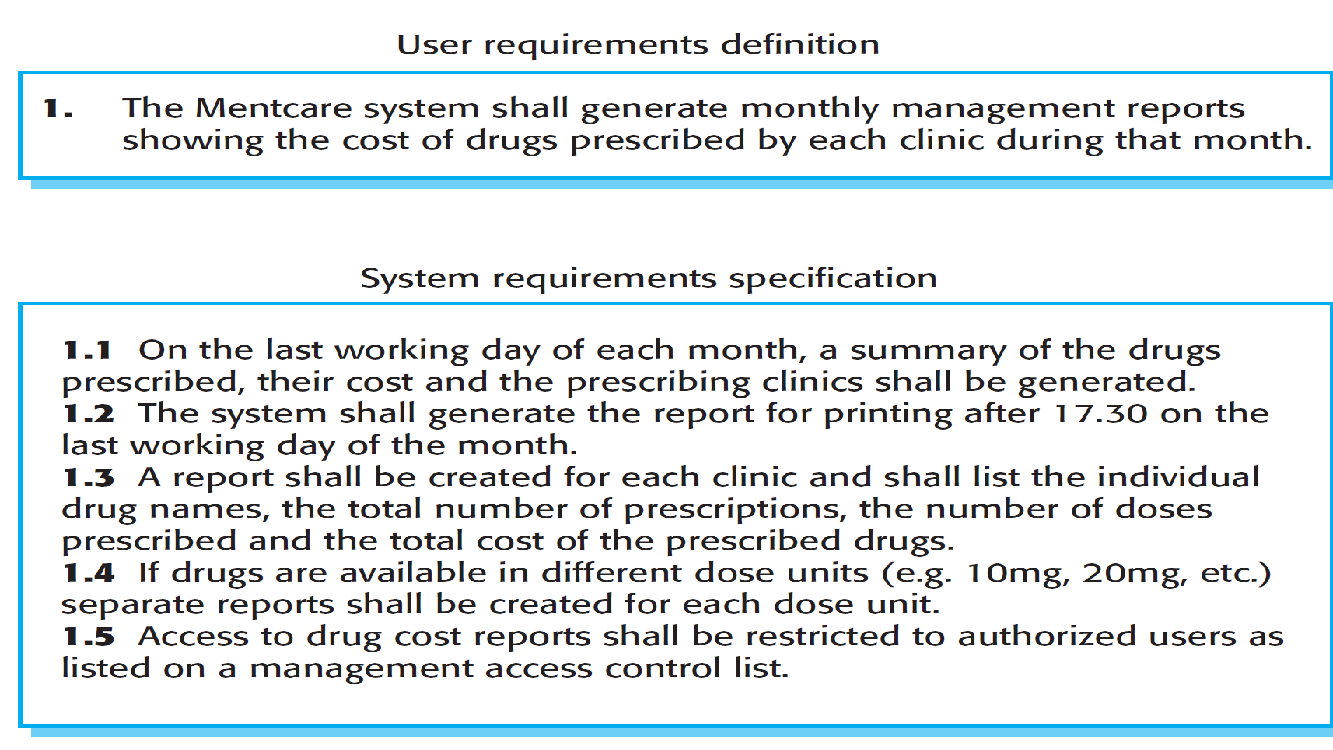 User requirements definition
1. The Mentcare system shall generate monthly management reports
showing the cost of drugs prescribed by each clinic during that month.
System requirements specification
1.1 On the last working day of each month, a summary of the drugs
prescribed, their cost and the prescribing clinics shall be generated.
1.2 The system shall generate the report for printing after 17.30 on the
last working day of the month.
1.3 A report shall be created for each clinic and shall list the individual
drug names, the total number of prescriptions, the number of doses
prescribed and the total cost of the prescribed drugs.
1.4 If drugs are available in different dose units (e.g. 10mg, 20mg, etc.)
separate reports shall be created for each dose unit.
1.5 Access to drug cost reports shall be restricted to authorized users as
listed on a management access control list.